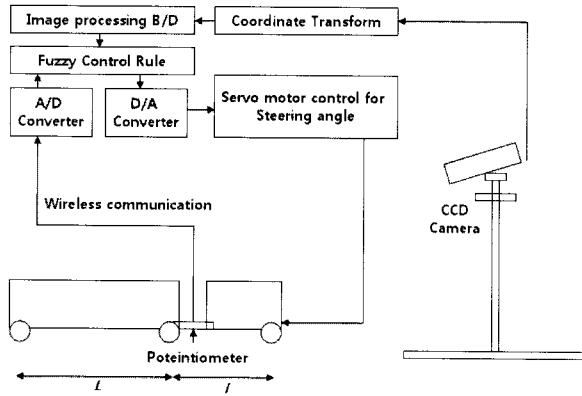 Image processing B/D
Coordinate Transform
Fuzzy Control Rule
A/D
Converter
D/A
Converter
Servo motor control for
Steering angle
Wireless communication
CCD
Camera
Poteintiometer
L
l